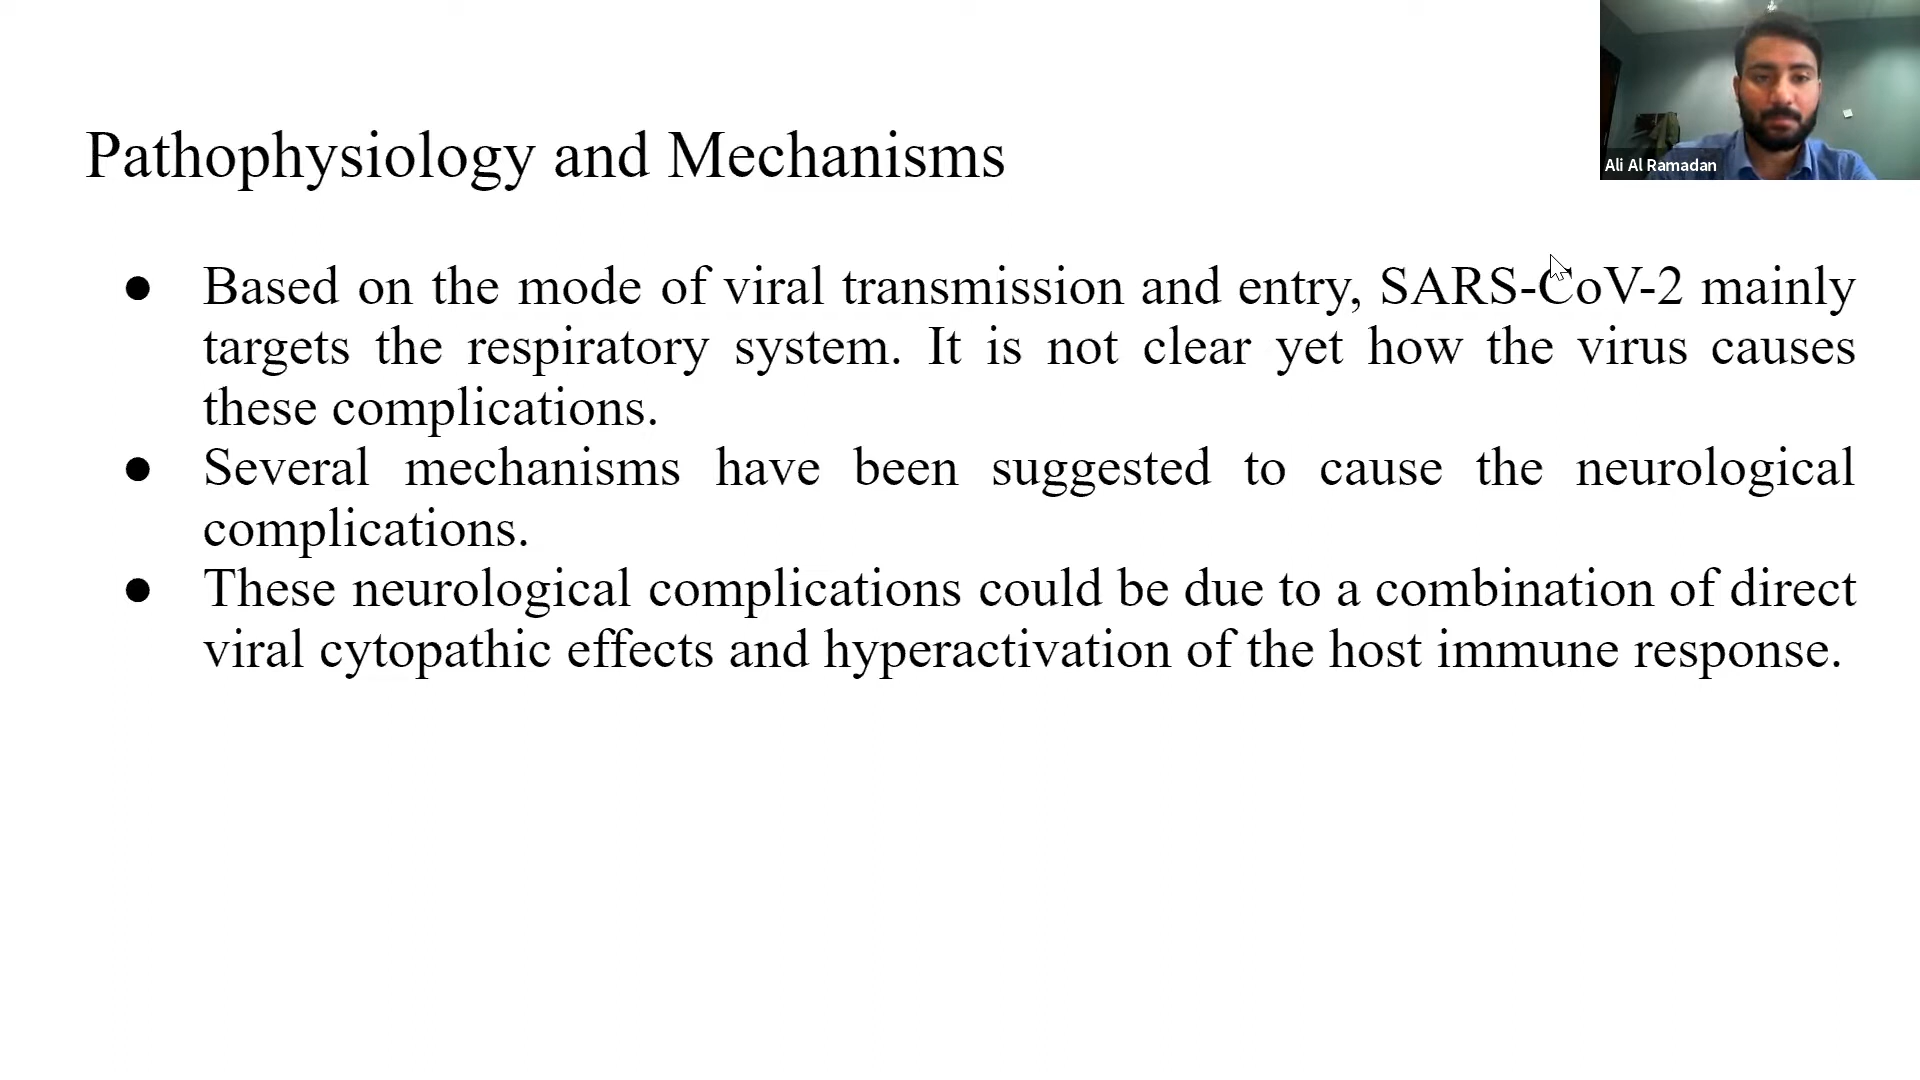 Ali Al Ramadan
Pathophysiology and Mechanisms
● Based on the mode of viral transmission and entry, SARS-CoV-2 mainly
targets the respiratory system. It is not clear yet how the virus causes
these complications.
● Several mechanisms have been suggested to cause the neurological
complications.
● These neurological complications could be due to a combination of direct
viral cytopathic effects and hyperactivation of the host immune response.